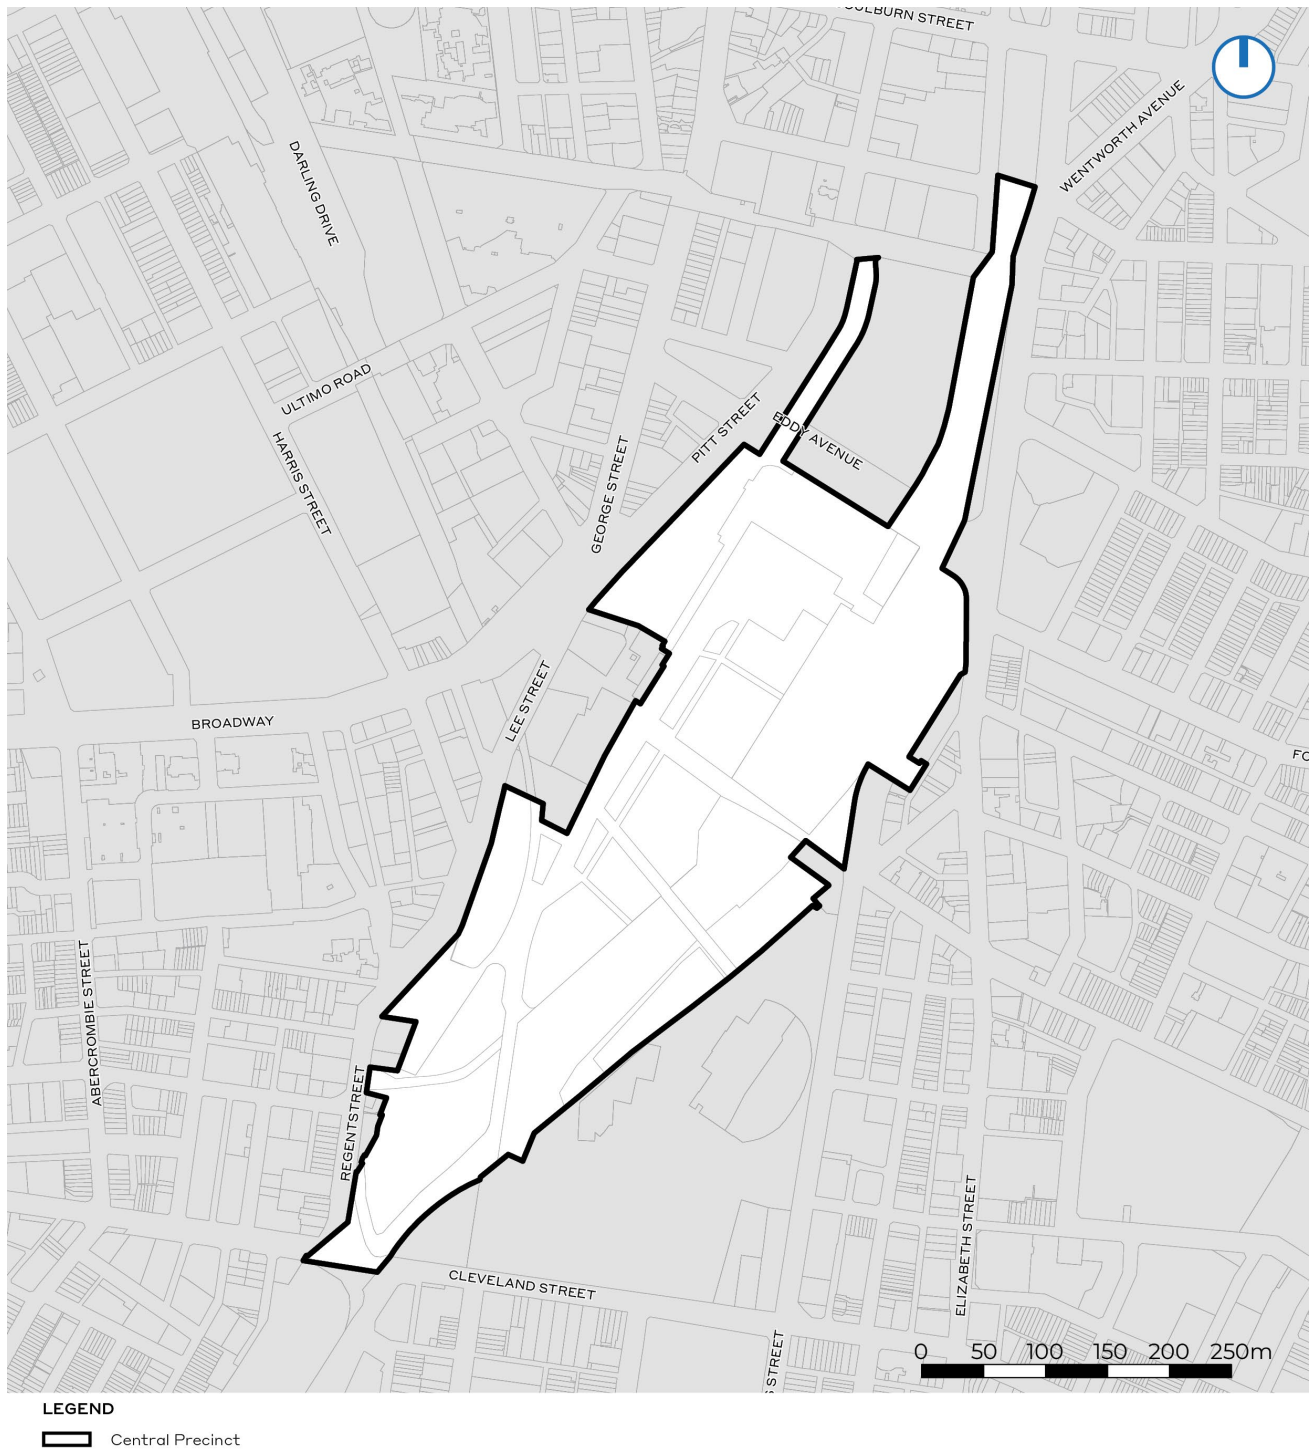 STREET
WENTWORTH AVENUE
DARLING DRIVE
ULTIMO ROAD
PITT STREET
EDDY AVENUE
HARRIS STREET
GEORGE STREET
LEE STREET
BROADWAY
ABERCROMBIE STREET
REGENTSTREET
ELIZABETH STREET
CLEVELAND STREET
STREET
0 50 100 150 200 250m
LEGEND
Central Precinct